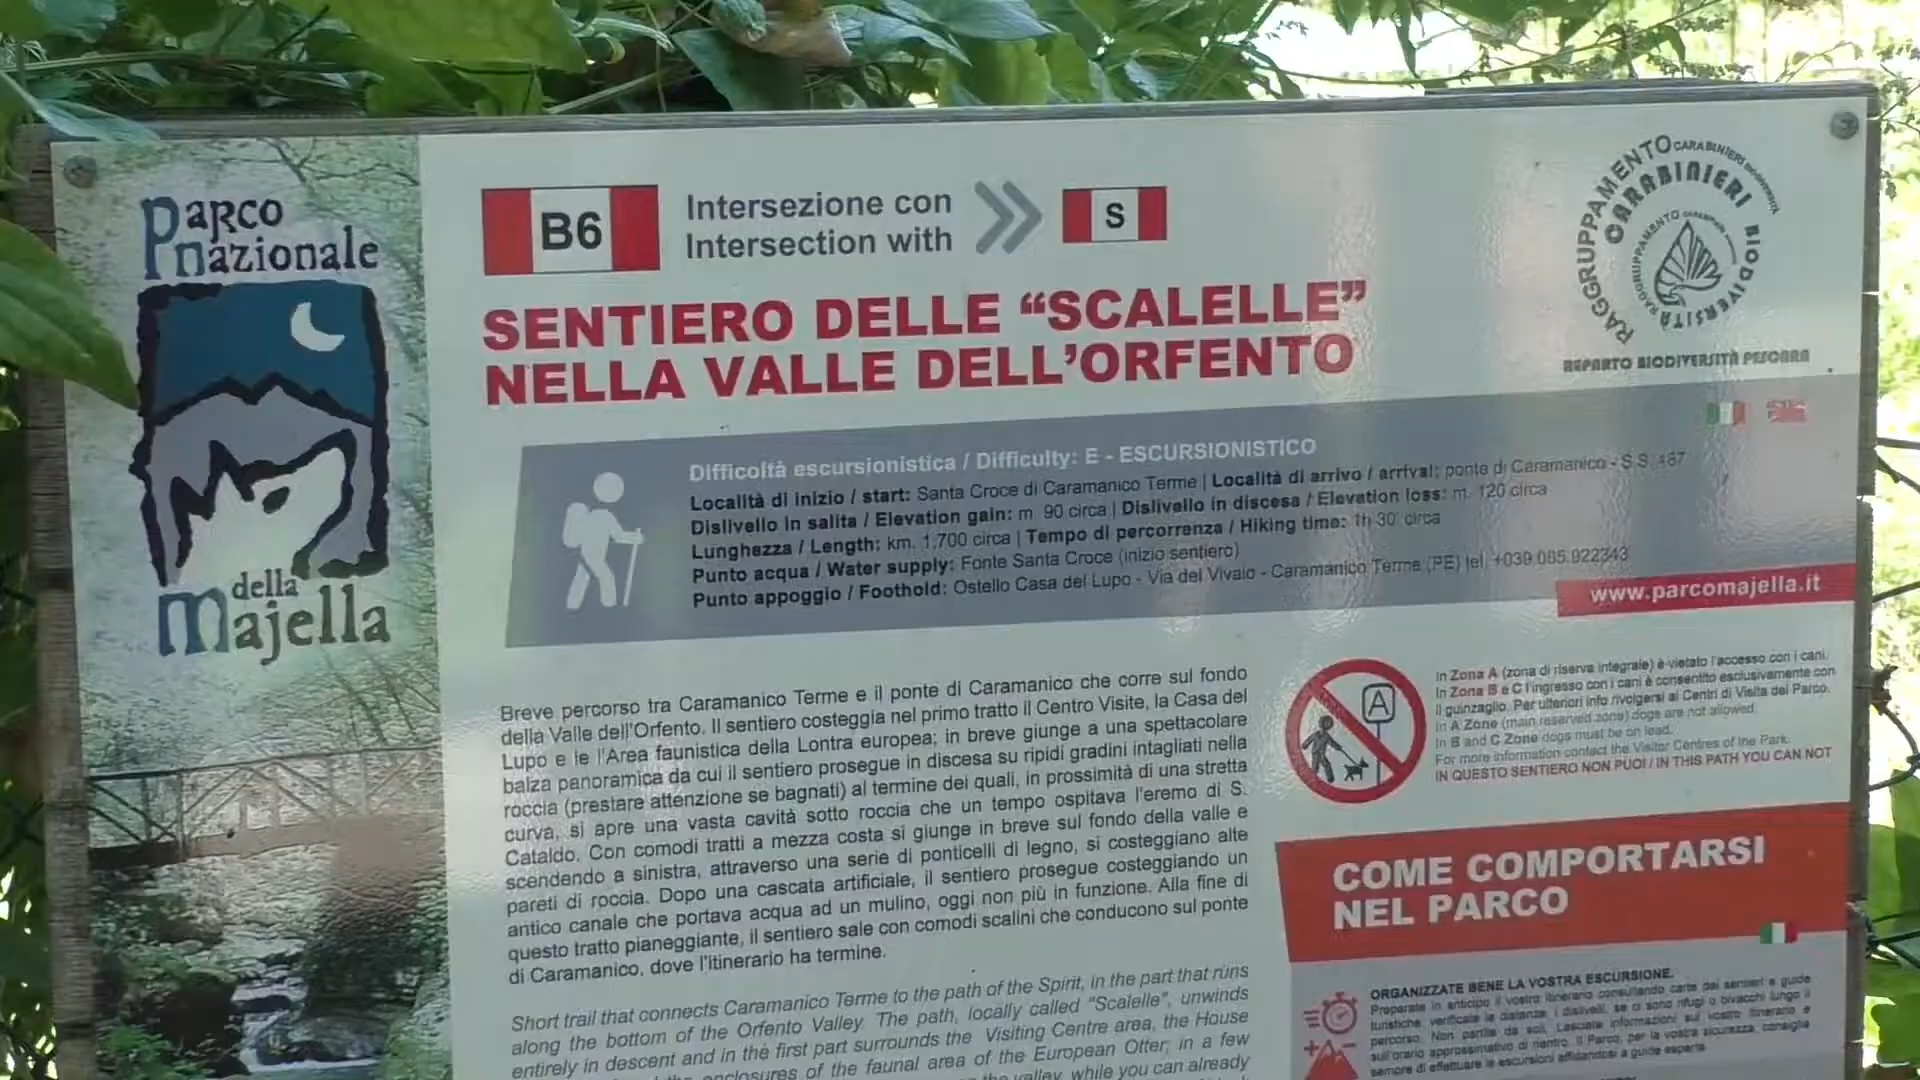 Parco
nazionale
della
majella
B6
Intersezione con
Intersection with
S
SENTIERO DELLE “SCALELLE”
NELLA VALLE DELL’ORFENTO
RAGGRUPPAMENTO CARABINIERI BIODIVERSITÀ
REPARTO BIODIVERSITÀ PESCARA
Difficoltà escursionistica / Difficulty: E - ESCURSIONISTICO
Località di inizio / start: Santa Croce di Caramanico Terme | Località di arrivo / arrival: ponte di Caramanico - S.S. 487
Dislivello in salita / Elevation gain: m. 90 circa | Dislivello in discesa / Elevation loss: m. 120 circa
Lunghezza / Length: km. 1,700 circa | Tempo di percorrenza / Hiking time: 1h 30' circa
Punto acqua / Water supply: Fonte Santa Croce (inizio sentiero)
Punto appoggio / Foothold: Ostello Casa del Lupo - Via del Vivaio - Caramanico Terme (PE) tel. +039.085.922343
www.parcomajella.it
Breve percorso tra Caramanico Terme e il ponte di Caramanico che corre sul fondo
della Valle dell’Orfento. Il sentiero costeggia nel primo tratto il Centro Visite, la Casa del
Lupo e le l’Area faunistica della Lontra europea; in breve giunge a una spettacolare
balza panoramica da cui il sentiero prosegue in discesa su ripidi gradini intagliati nella
roccia (prestare attenzione se bagnati) al termine dei quali, in prossimità di una stretta
curva, si apre una vasta cavità sotto roccia che un tempo ospitava l’eremo di S.
Cataldo. Con comodi tratti a mezza costa si giunge in breve sul fondo della valle e
scendendo a sinistra, attraverso una serie di ponticelli di legno, si costeggiano alte
pareti di roccia. Dopo una cascata artificiale, il sentiero prosegue costeggiando un
antico canale che portava acqua ad un mulino, oggi non più in funzione. Alla fine di
questo tratto pianeggiante, il sentiero sale con comodi scalini che conducono sul ponte
di Caramanico, dove l’itinerario ha termine.
Short trail that connects Caramanico Terme to the path of the Spirit, in the part that runs
along the bottom of the Orfento Valley. The path, locally called “Scalelle”, unwinds
entirely in descent and in the first part surrounds the Visiting Centre area, the House
enclosures of the faunal area of the European Otter; in a few
valley, while you can already
A
In Zona A (zona di riserva integrale) è vietato l’accesso con i cani.
In Zona B e C l’ingresso con i cani è consentito esclusivamente con
il guinzaglio. Per ulteriori info rivolgersi ai Centri di Visita del Parco.
In A Zone (main reserved zone) dogs are not allowed.
In B and C Zone dogs must be on lead.
For more information contact the Visitor Centres of the Park.
IN QUESTO SENTIERO NON PUOI / IN THIS PATH YOU CAN NOT
COME COMPORTARSI
NEL PARCO
ORGANIZZATE BENE LA VOSTRA ESCURSIONE.
Preparate in anticipo il vostro itinerario consultando carte dei sentieri e guide
turistiche, verificate le distanze, i dislivelli, se ci sono rifugi o bivacchi lungo il
percorso. Non partite da soli. Lasciate informazioni sul vostro itinerario e
sull’orario approssimativo di rientro. Il Parco, per la vostra sicurezza, consiglia
sempre di effettuare le escursioni affidandosi a guide esperte.